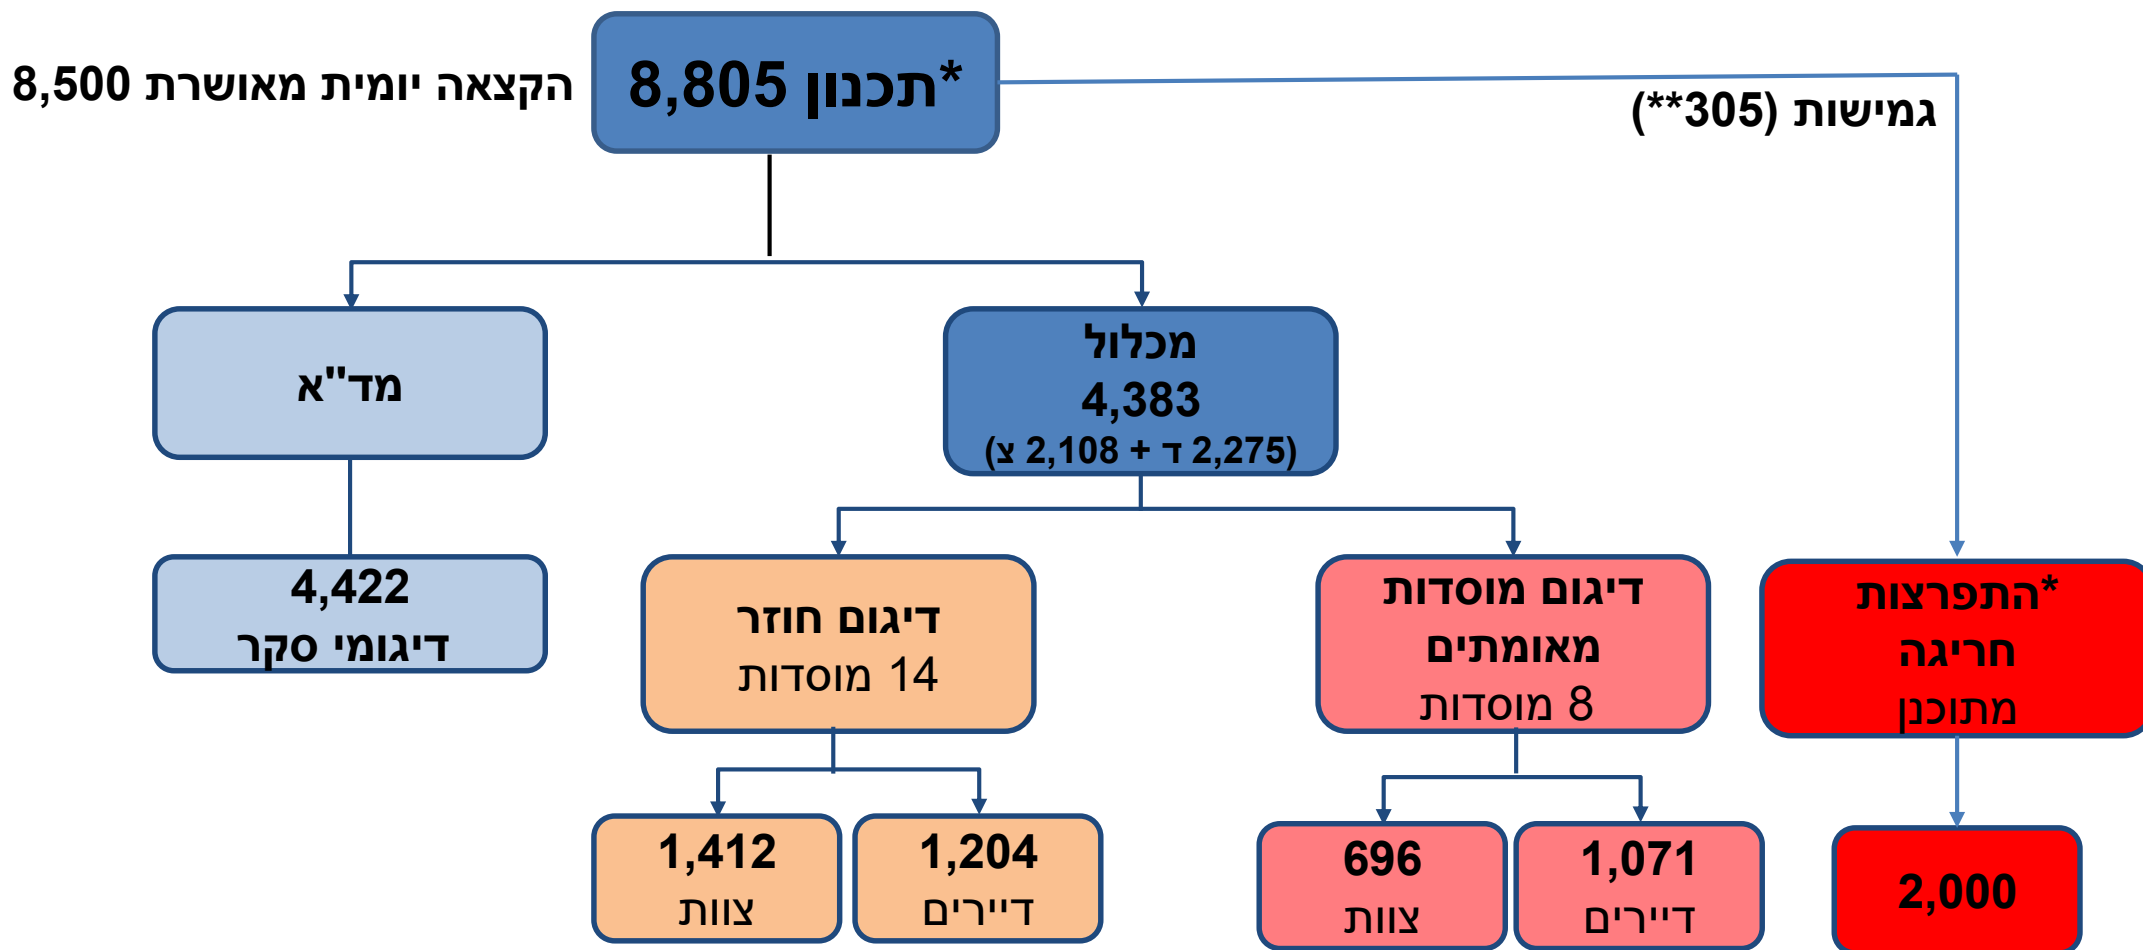 תכנון 8,805*
הקצאה יומית מאושרת 8,500
גמישות (305**)
מכלול
4,383
(2,275 ד + 2,108 צ)
מד"א
4,422
דיגומי סקר
*התפרצות
חריגה
מתוכנן
2,000
דיגום מוסדות
מאומתים
8 מוסדות
1,071
דיירים
696
צוות
דיגום חוזר
14 מוסדות
1,204
דיירים
1,412
צוות